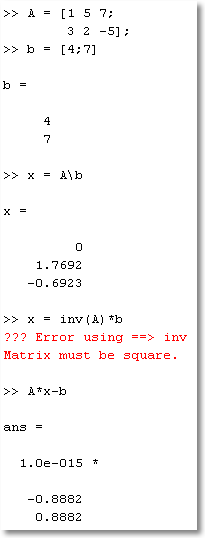 >> A = [1 5 7;
3 2 -5];
>> b = [4;7]
b =
4
7
>> x = A\b
x =
0
1.7692
-0.6923
>> x = inv(A)*b
??? Error using ==> inv
Matrix must be square.
>> A*x-b
ans =
1.0e-015 *
-0.8882
0.8882